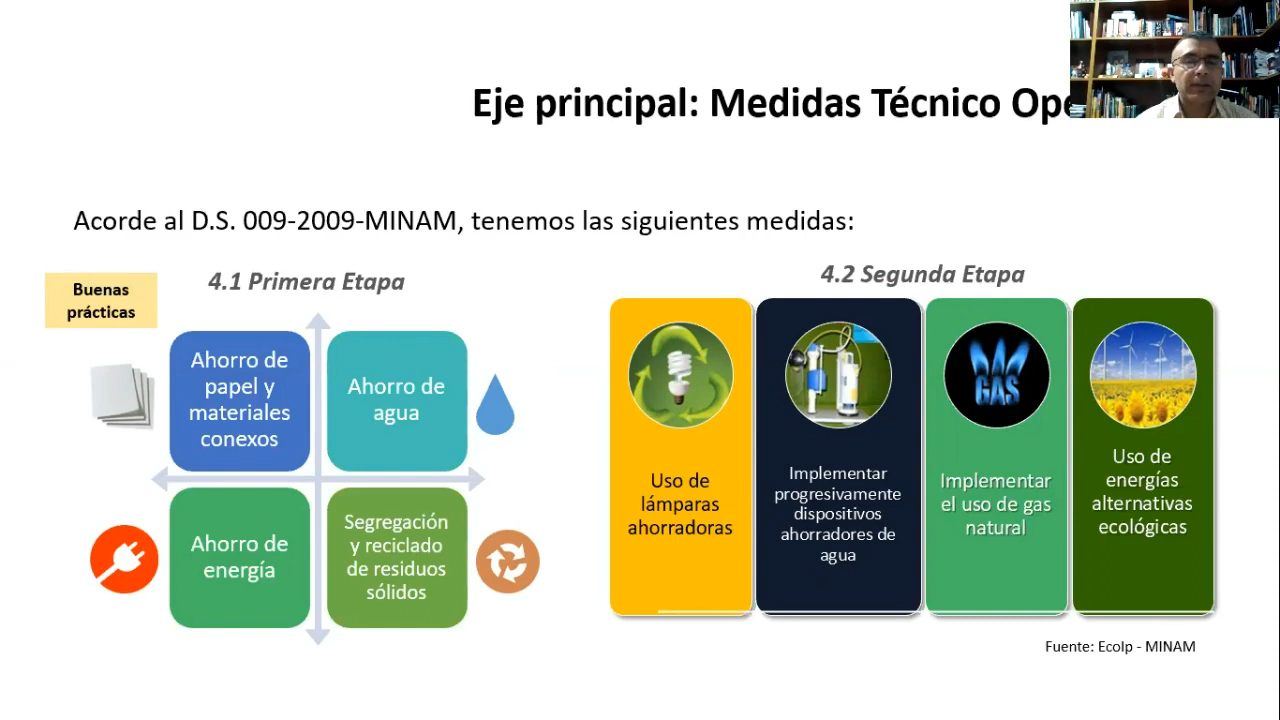 Eje principal: Medidas Técnico
Acorde al D.S. 009-2009-MINAM, tenemos las siguientes medidas:
Buenas
prácticas
4.1 Primera Etapa
Ahorro de
papel y
materiales
conexos
Ahorro de
agua
Ahorro de
energía
Segregación
y reciclado
de residuos
sólidos
4.2 Segunda Etapa
Uso de
lámparas
ahorradoras
Implementar
progresivamente
dispositivos
ahorradores de
agua
GAS
Implementar
el uso de gas
natural
Uso de
energías
alternativas
ecológicas
Fuente: EcoIp - MINAM